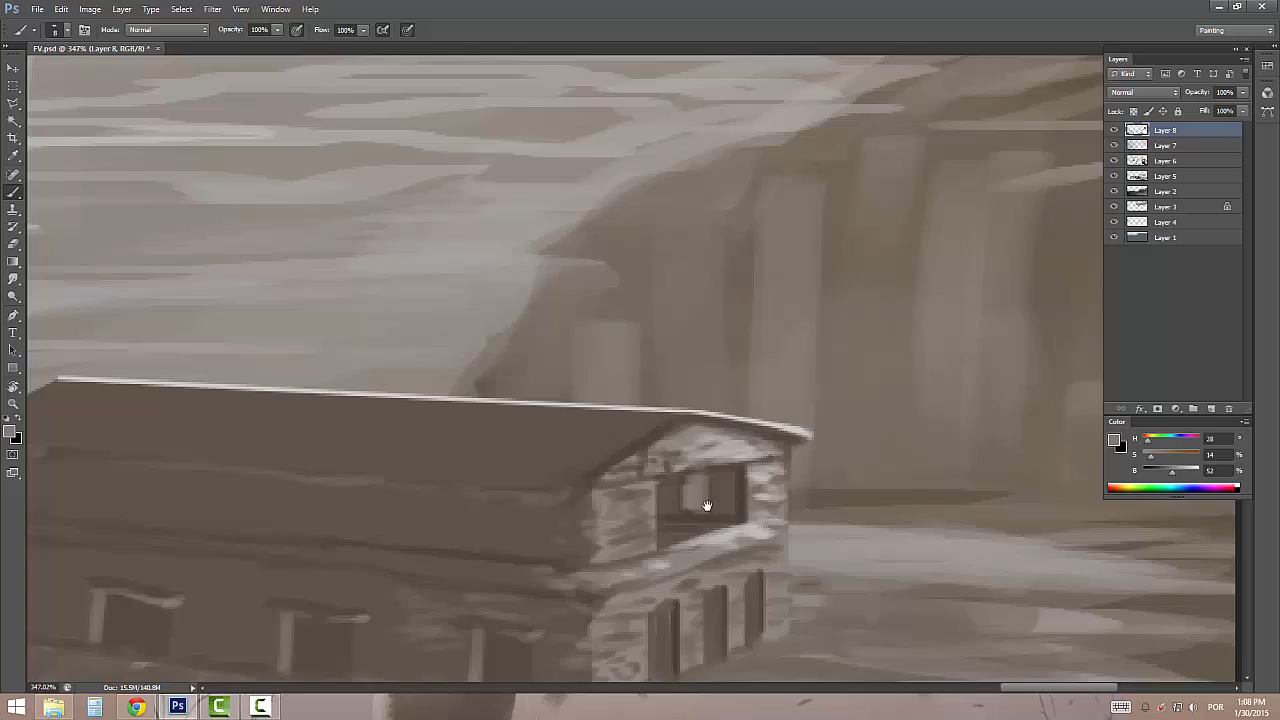 Ps File Edit Image Layer Type Select Filter View Window Help
6 Mode: Normal Opacity: 100% Flow: 100% Painting
FV.psd @ 347% (Layer 8, RGB/8) * ×
Layers
Kind
Normal Opacity: 100%
Lock: Fill: 100%
Layer 8
Layer 7
Layer 6
Layer 5
Layer 2
Layer 3
Layer 4
Layer 1
Color
H 28 °
S 14 %
B 52 %
347.02% Doc: 15.5M/140.8M
Ps POR 1:08 PM
1/30/2015